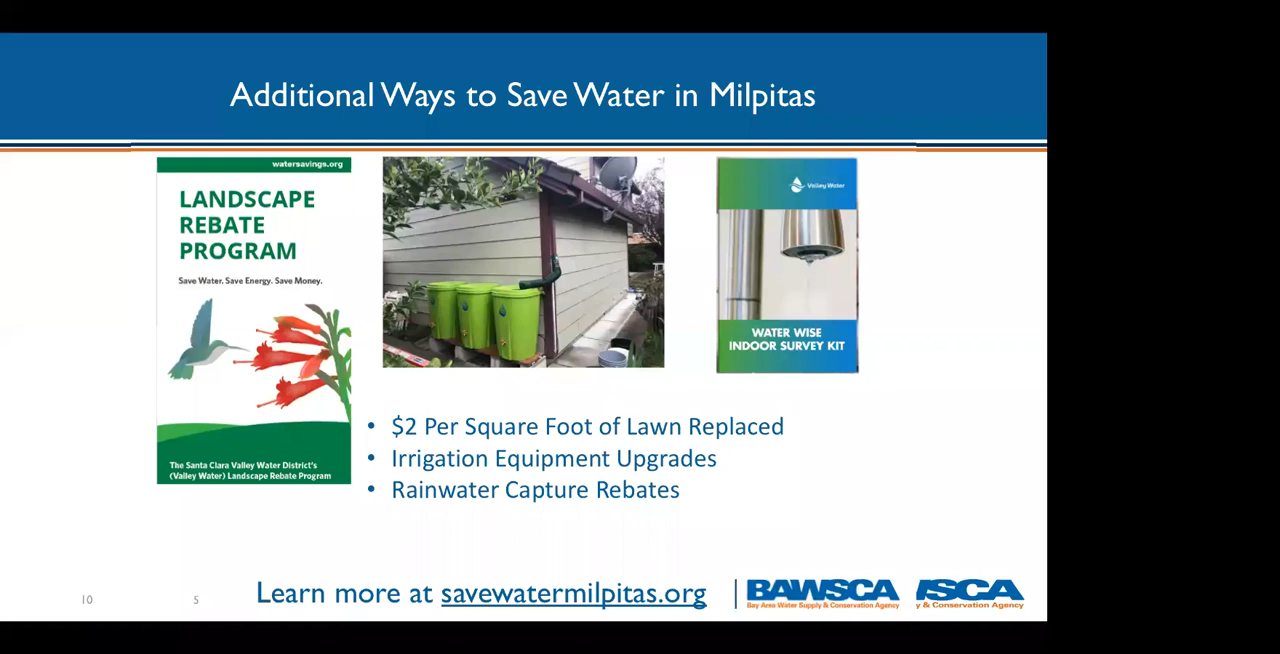 Additional Ways to Save Water in Milpitas
watersavings.org
LANDSCAPE
REBATE
PROGRAM
Save Water. Save Energy. Save Money.
The Santa Clara Valley Water District's
(Valley Water) Landscape Rebate Program
Valley Water
WATER WISE
INDOOR SURVEY KIT
• $2 Per Square Foot of Lawn Replaced
• Irrigation Equipment Upgrades
• Rainwater Capture Rebates
10
5
Learn more at savewatermilpitas.org
BAWSCA
Bay Area Water Supply & Conservation Agency
SCA
y & Conservation Agency